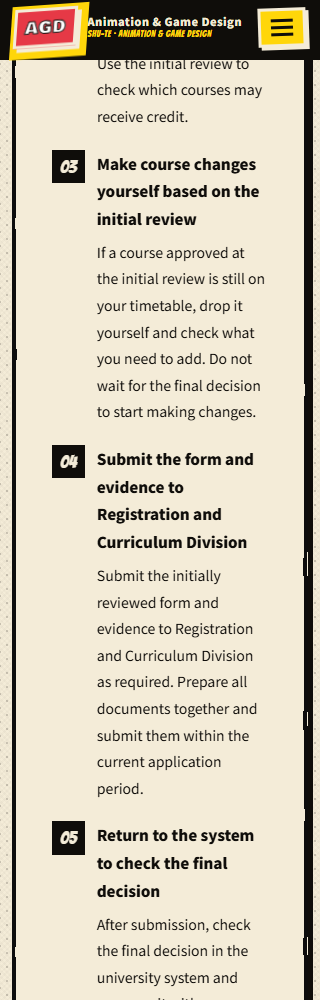 AGD
Animation & Game Design
SHU-TE · ANIMATION & GAME DESIGN
Use the initial review to
check which courses may
receive credit.
03
Make course changes
yourself based on the
initial review
If a course approved at
the initial review is still on
your timetable, drop it
yourself and check what
you need to add. Do not
wait for the final decision
to start making changes.
04
Submit the form and
evidence to
Registration and
Curriculum Division
Submit the initially
reviewed form and
evidence to Registration
and Curriculum Division
as required. Prepare all
documents together and
submit them within the
current application
period.
05
Return to the system
to check the final
decision
After submission, check
the final decision in the
university system and